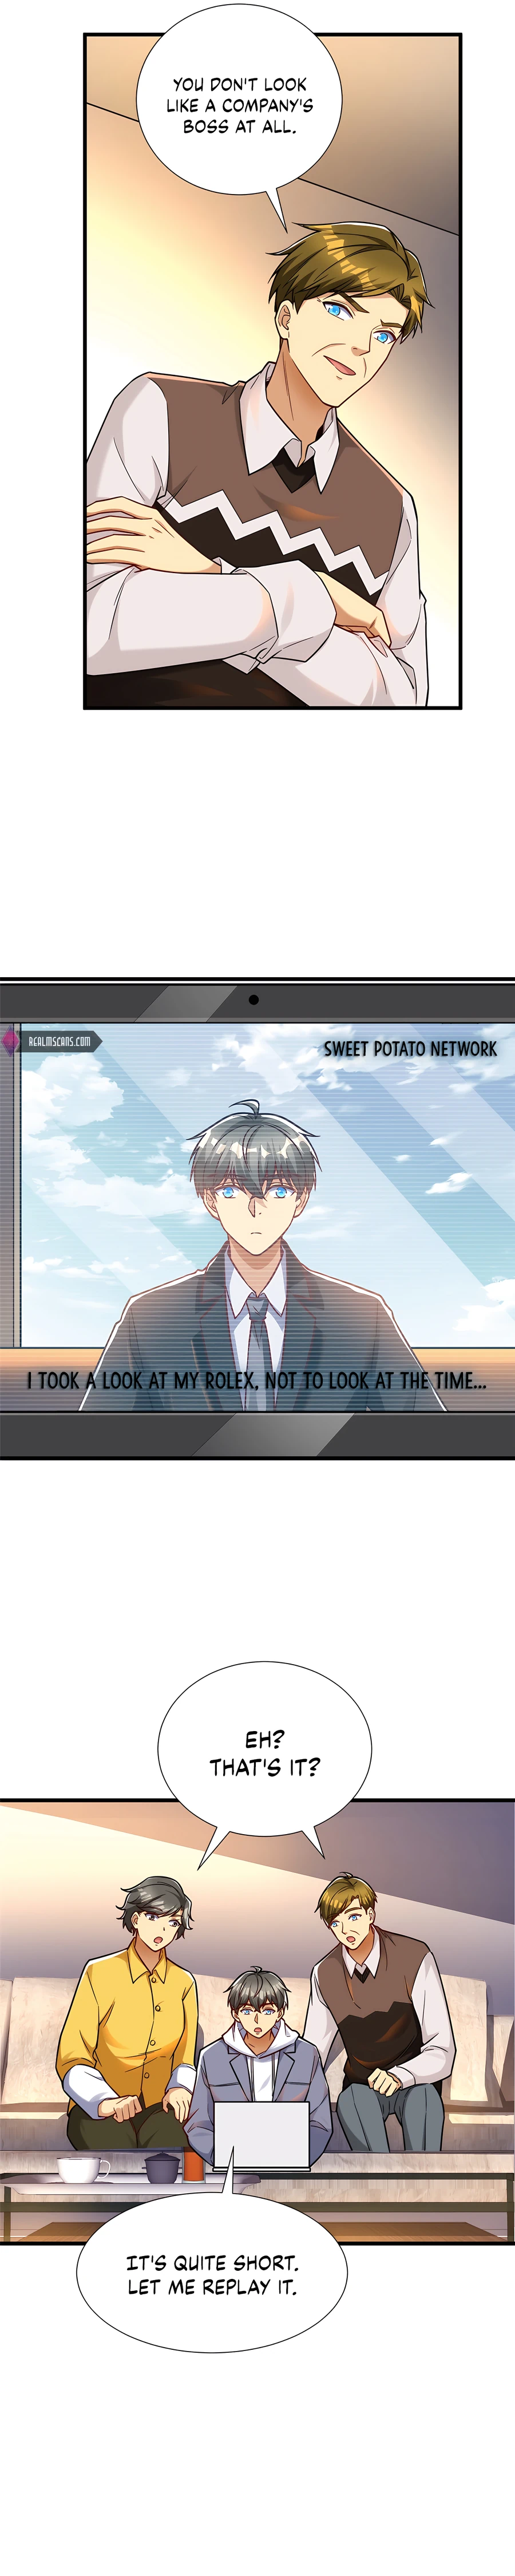 YOU DON'T LOOK
LIKE A COMPANY'S
BOSS AT ALL.
REALMSCANS.COM
SWEET POTATO NETWORK
I TOOK A LOOK AT MY ROLEX, NOT TO LOOK AT THE TIME...
EH?
THAT'S IT?
IT'S QUITE SHORT.
LET ME REPLAY IT.